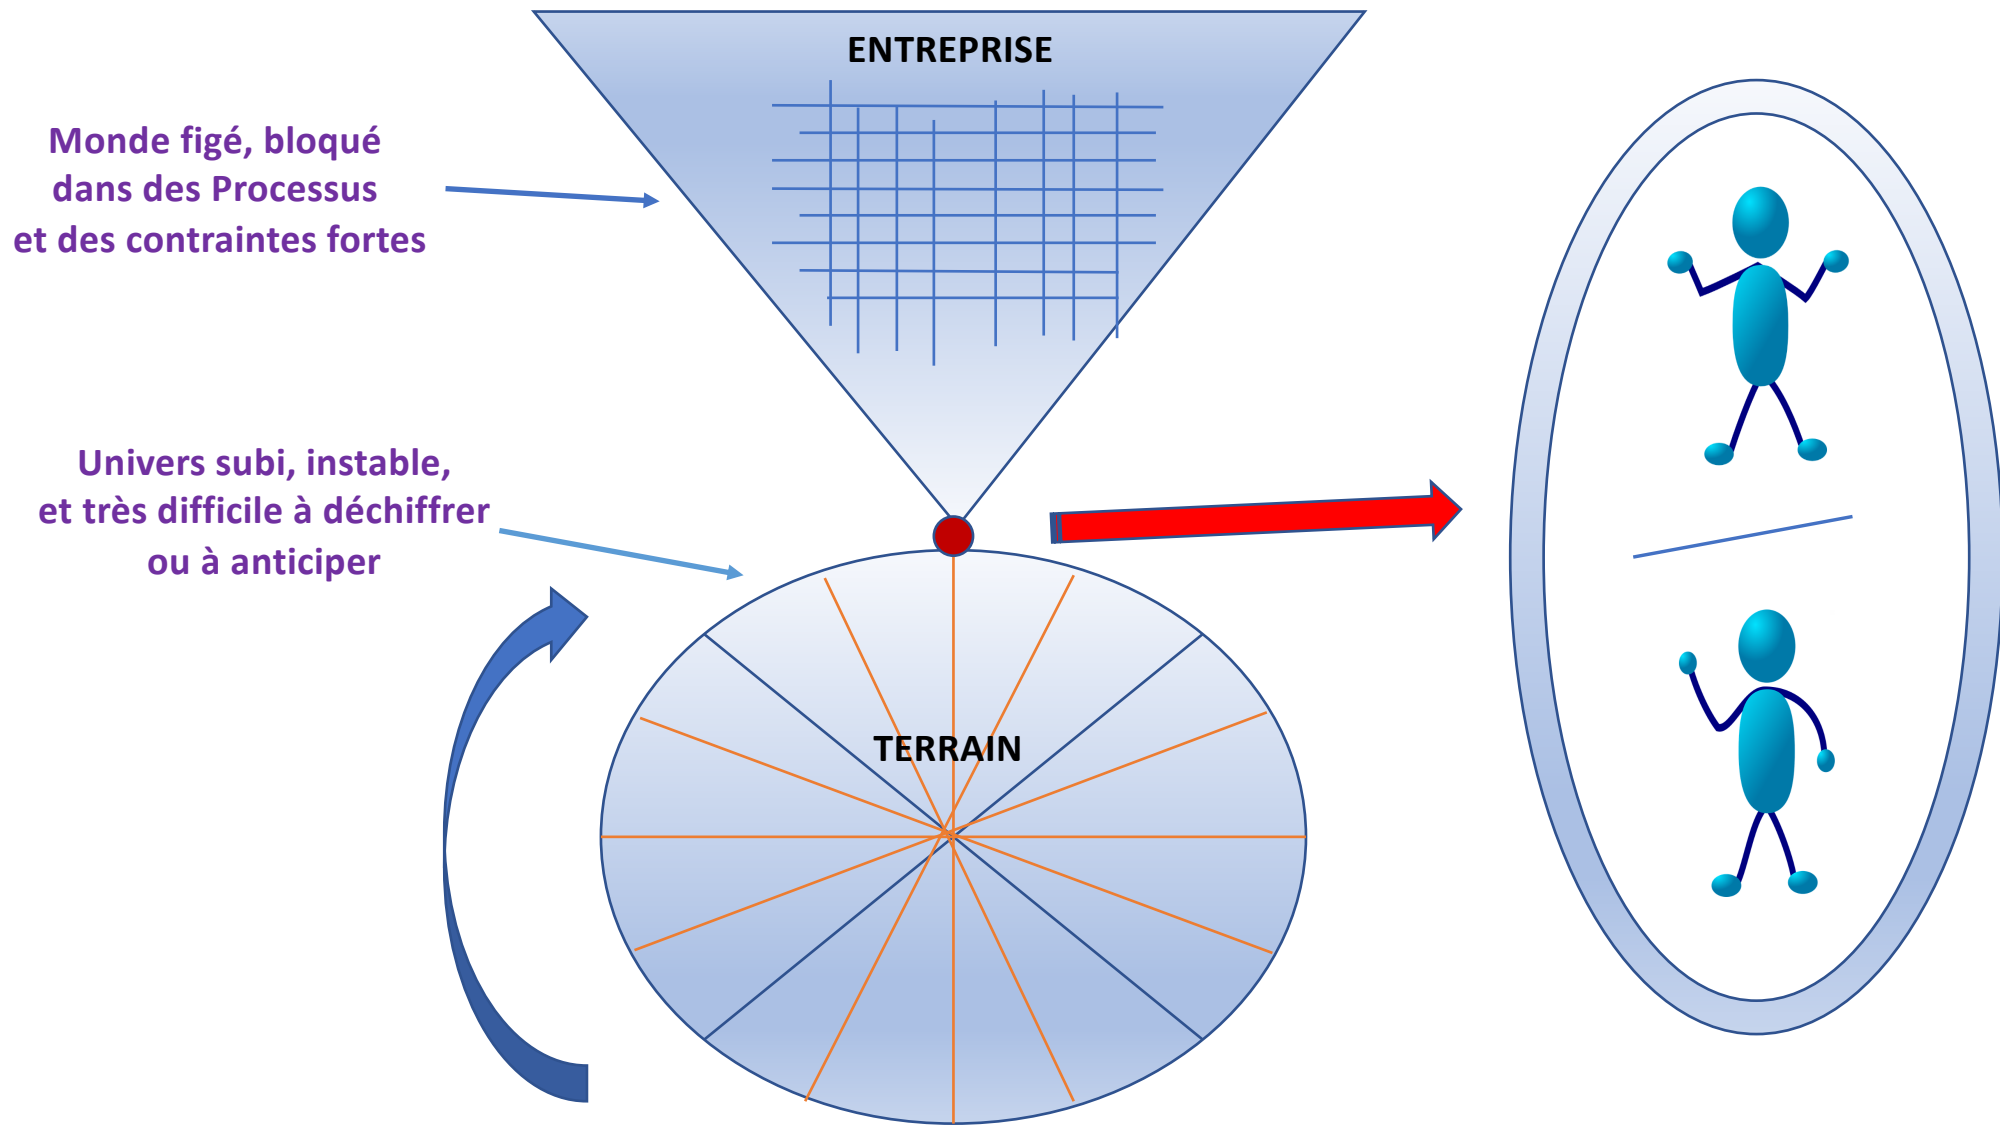 ENTREPRISE
Monde figé, bloqué
dans des Processus
et des contraintes fortes
Univers subi, instable,
et très difficile à déchiffrer
ou à anticiper
TERRAIN